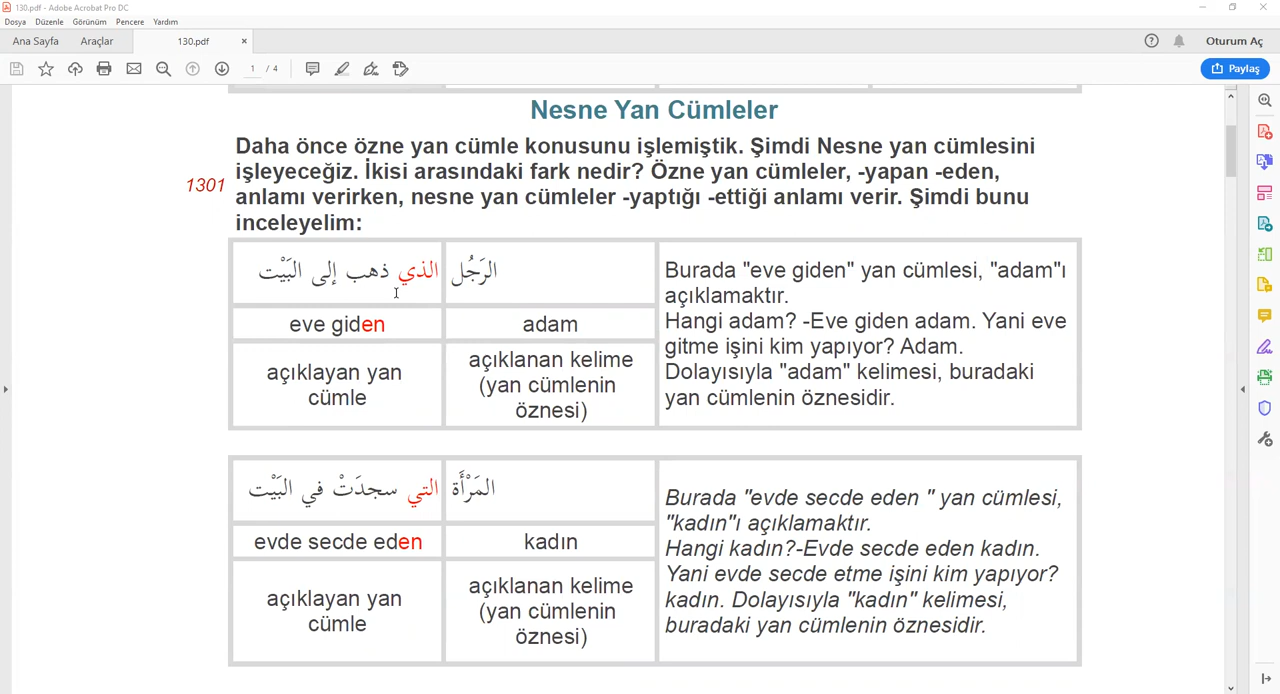 130.pdf - Adobe Acrobat Pro DC
Dosya Düzenle Görünüm Pencere Yardım
Ana Sayfa Araçlar 130.pdf × Oturum Aç
1 / 4 Paylaş
Nesne Yan Cümleler
Daha önce özne yan cümle konusunu işlemiştik. Şimdi Nesne yan cümlesini
işleyeceğiz. İkisi arasındaki fark nedir? Özne yan cümleler, -yapan -eden,
1301
anlamı verirken, nesne yan cümleler -yaptığı -ettiği anlamı verir. Şimdi bunu
inceleyelim:
الرَجُل الذي ذهب إلى البَيْت
eve giden
adam
açıklayan yan
cümle
açıklanan kelime
(yan cümlenin
öznesi)
Burada "eve giden" yan cümlesi, "adam"ı
açıklamaktır.
Hangi adam? -Eve giden adam. Yani eve
gitme işini kim yapıyor? Adam.
Dolayısıyla "adam" kelimesi, buradaki
yan cümlenin öznesidir.
المَرْأَة التي سجدَتْ في البَيْت
evde secde eden
kadın
açıklayan yan
cümle
açıklanan kelime
(yan cümlenin
öznesi)
Burada "evde secde eden " yan cümlesi,
"kadın"ı açıklamaktır.
Hangi kadın?-Evde secde eden kadın.
Yani evde secde etme işini kim yapıyor?
kadın. Dolayısıyla "kadın" kelimesi,
buradaki yan cümlenin öznesidir.